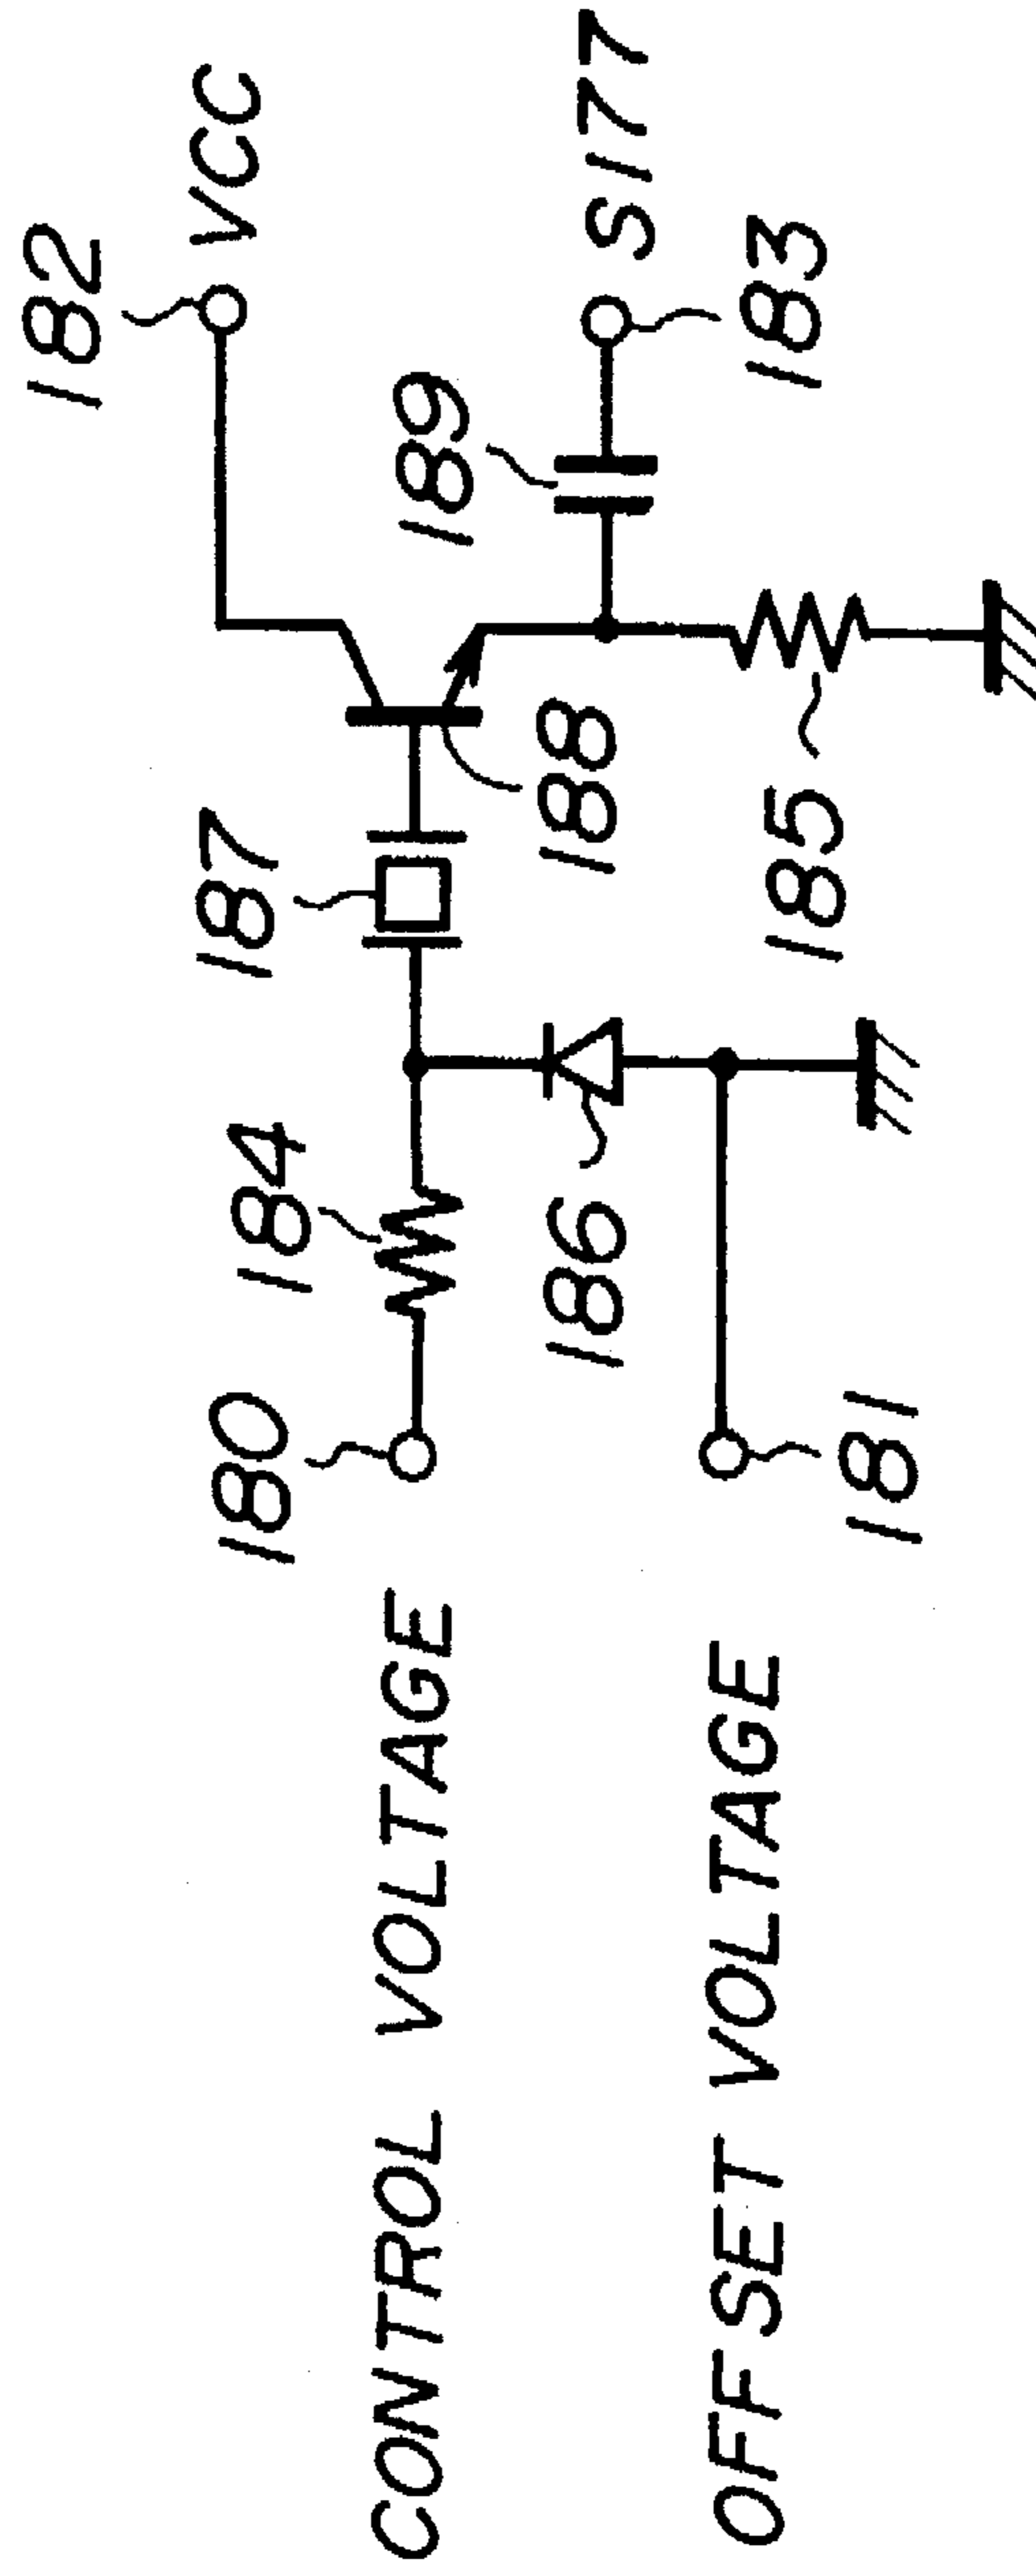 182
VCC
187
189
184
S177
180
CONTROL VOLTAGE
188
183
186
185
OFFSET VOLTAGE
181